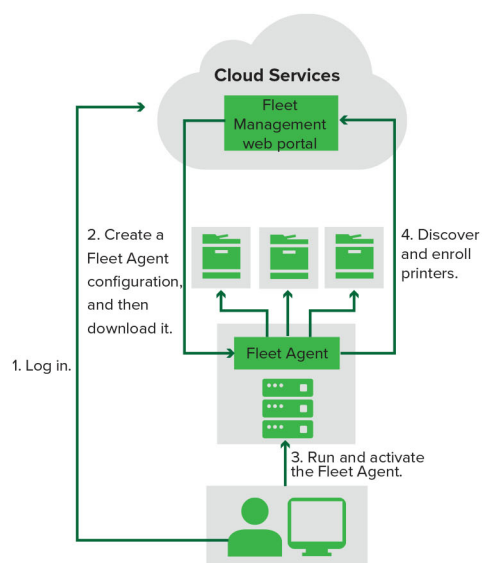 Cloud Services
Fleet
Management
web portal
2. Create a
Fleet Agent
configuration,
and then
download it.
4. Discover
and enroll
printers.
1. Log in.
Fleet Agent
3. Run and activate
the Fleet Agent.